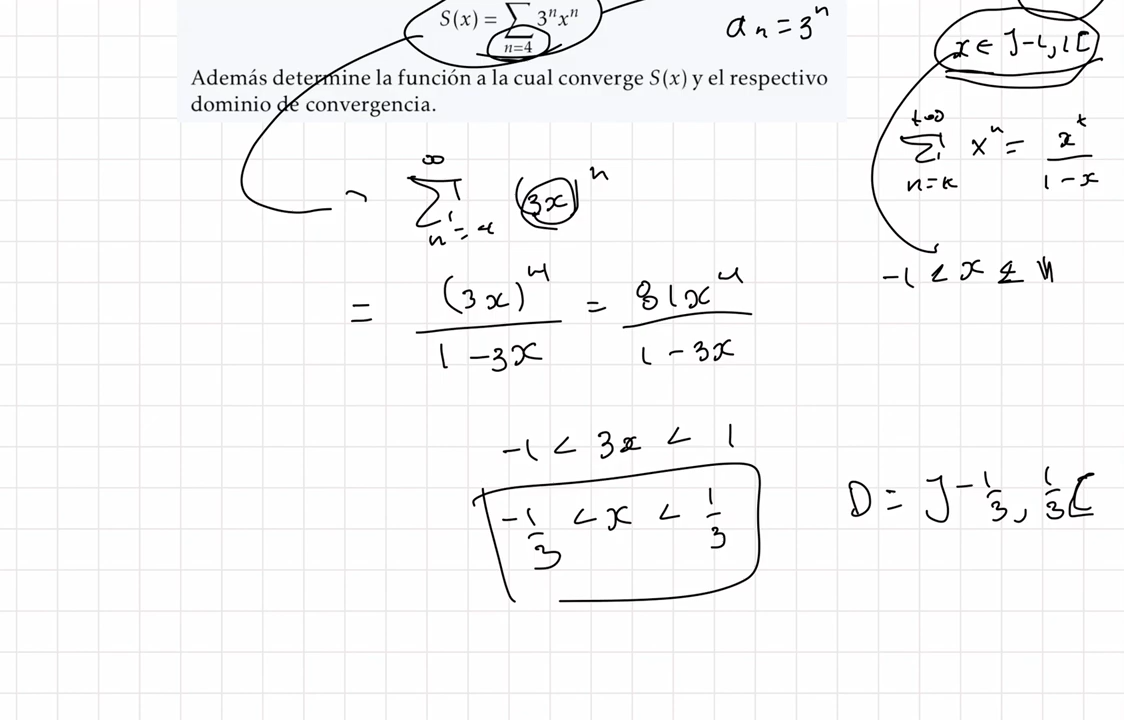 S(x) = ∑ 3ⁿxⁿ
n=4
aₙ = 3ⁿ
x ∈ ]-1, 1[
Además determine la función a la cual converge S(x) y el respectivo
dominio de convergencia.
+∞
∑ xⁿ = xᵏ / (1 - x)
n=k
∞
∑ (3x)ⁿ
n=4
-1 < x <
= (3x)⁴ / (1 - 3x) = 81x⁴ / (1 - 3x)
-1 < 3x < 1
-1/3 < x < 1/3
D = ]-1/3, 1/3[